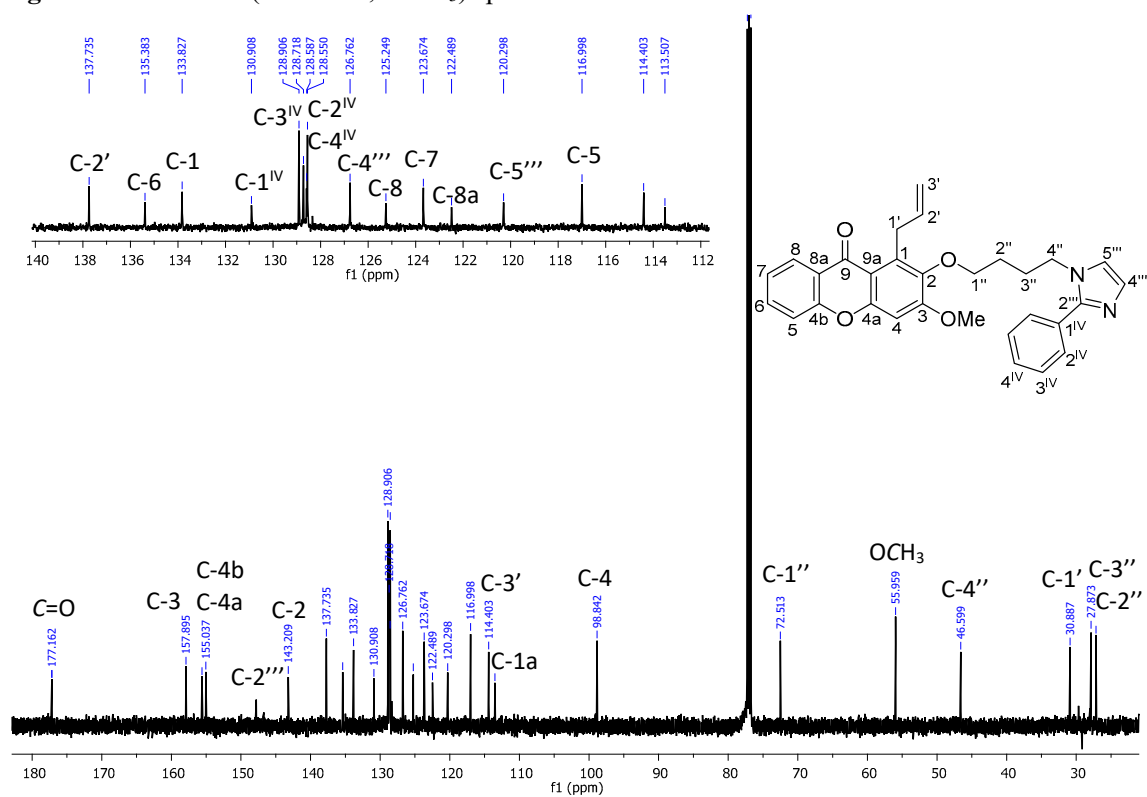 137.735
135.383
133.827
130.908
128.906
128.718
128.587
128.550
126.762
125.249
123.674
122.489
120.298
116.998
114.403
113.507
C-2'
C-6
C-1
C-1IV
C-3IV
C-2IV
C-4IV
C-4'''
C-8
C-7
C-8a
C-5'''
C-5
140 138 136 134 132 130 128 126 124 122 120 118 116 114 112
f1 (ppm)
3'
1' 2'
O
8 8a 9 9a 1 2 O 1'' 2'' 3'' 4'' N 5''' 4''' N 2'''
7 6 5 4b O 4a 4 3 OMe
1IV
2IV
3IV
4IV
C=O
177.162
C-3
157.895
C-4b
C-4a
155.037
C-2'''
C-2
143.209
137.735
133.827
130.908
128.906
128.718
126.762
123.674
122.489
120.298
116.998
C-3'
114.403
C-1a
C-4
98.842
C-1''
72.513
OCH3
55.959
C-4''
46.599
C-1'
30.887
C-3''
27.873
C-2''
180 170 160 150 140 130 120 110 100 90 80 70 60 50 40 30
f1 (ppm)